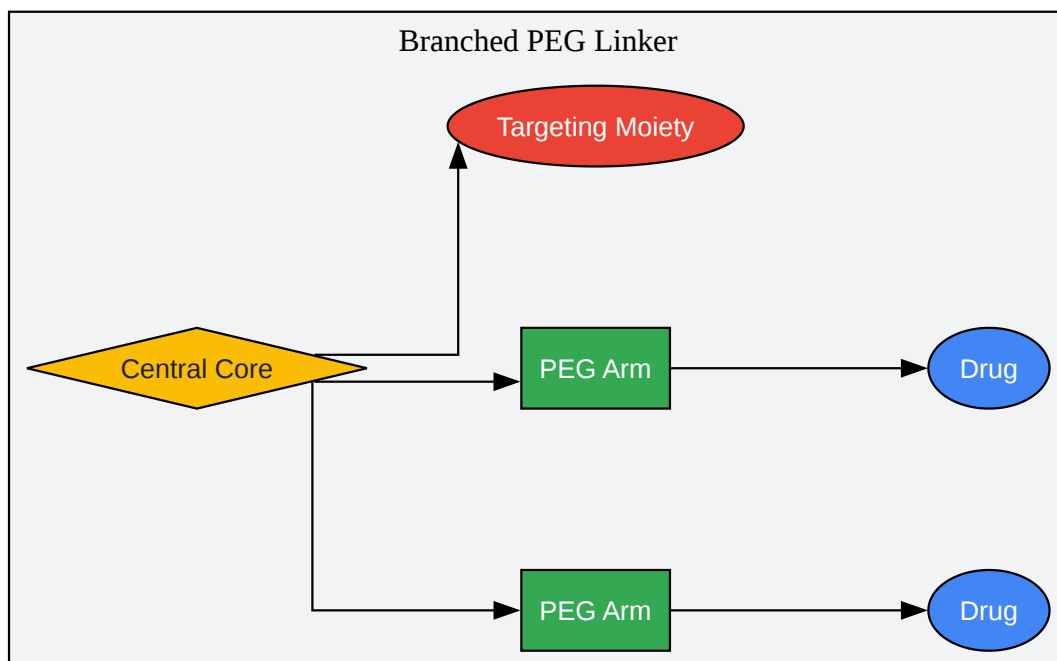 Branched PEG Linker
Targeting Moiety
Central Core
PEG Arm
Drug
PEG Arm
Drug